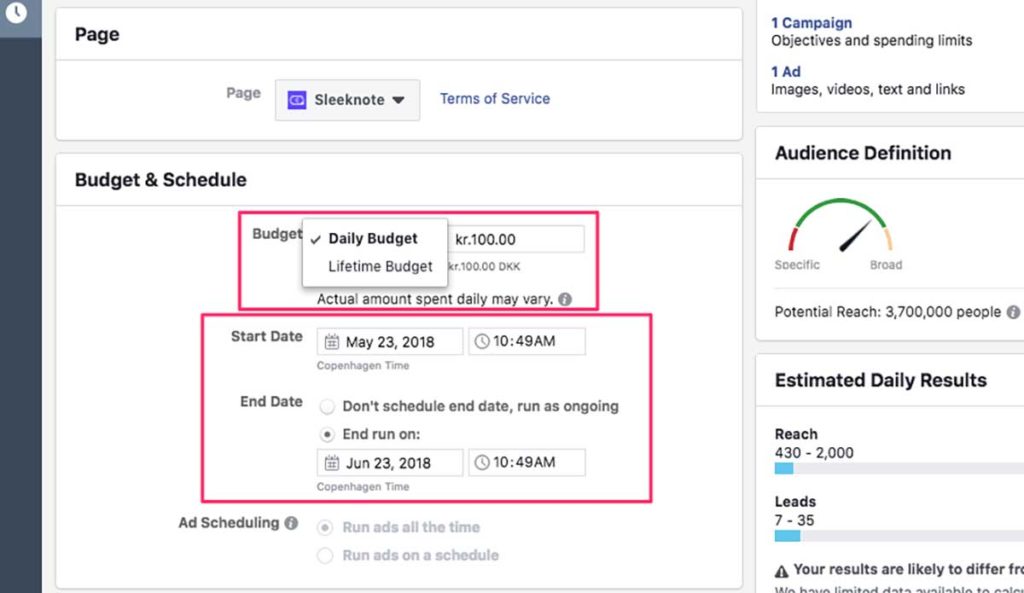 Page
Page
Sleeknote
Terms of Service
Budget & Schedule
Budget
Daily Budget
Lifetime Budget
kr.100.00
kr.100.00 DKK
Actual amount spent daily may vary.
Start Date
May 23, 2018
10:49AM
Copenhagen Time
End Date
Don't schedule end date, run as ongoing
End run on:
Jun 23, 2018
10:49AM
Copenhagen Time
Ad Scheduling
Run ads all the time
Run ads on a schedule
1 Campaign
Objectives and spending limits
1 Ad
Images, videos, text and links
Audience Definition
Specific
Broad
Potential Reach: 3,700,000 people
Estimated Daily Results
Reach
430 - 2,000
Leads
7 - 35
Your results are likely to differ fro
We have limited data available to calcu